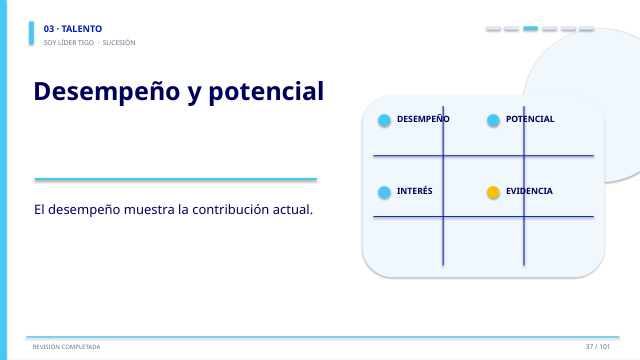 03 · TALENTO
SOY LÍDER TIGO · SUCESIÓN
Desempeño y potencial
El desempeño muestra la contribución actual.
DESEMPEÑO
POTENCIAL
INTERÉS
EVIDENCIA
REVISIÓN COMPLETADA
37 / 101